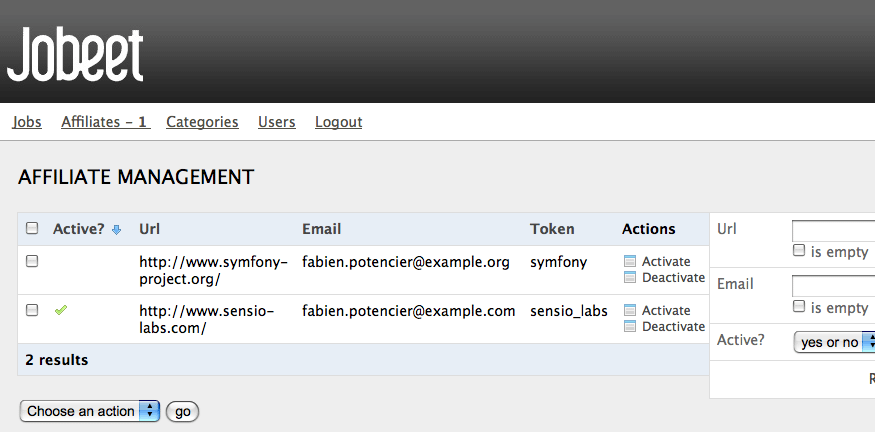 Jobeet
Jobs Affiliates - 1 Categories Users Logout
AFFILIATE MANAGEMENT
Active? Url Email Token Actions
http://www.symfony-
project.org/
fabien.potencier@example.org
symfony
Activate
Deactivate
http://www.sensio-
labs.com/
fabien.potencier@example.com
sensio_labs
Activate
Deactivate
2 results
Choose an action go
Url
is empty
Email
is empty
Active? yes or no
R